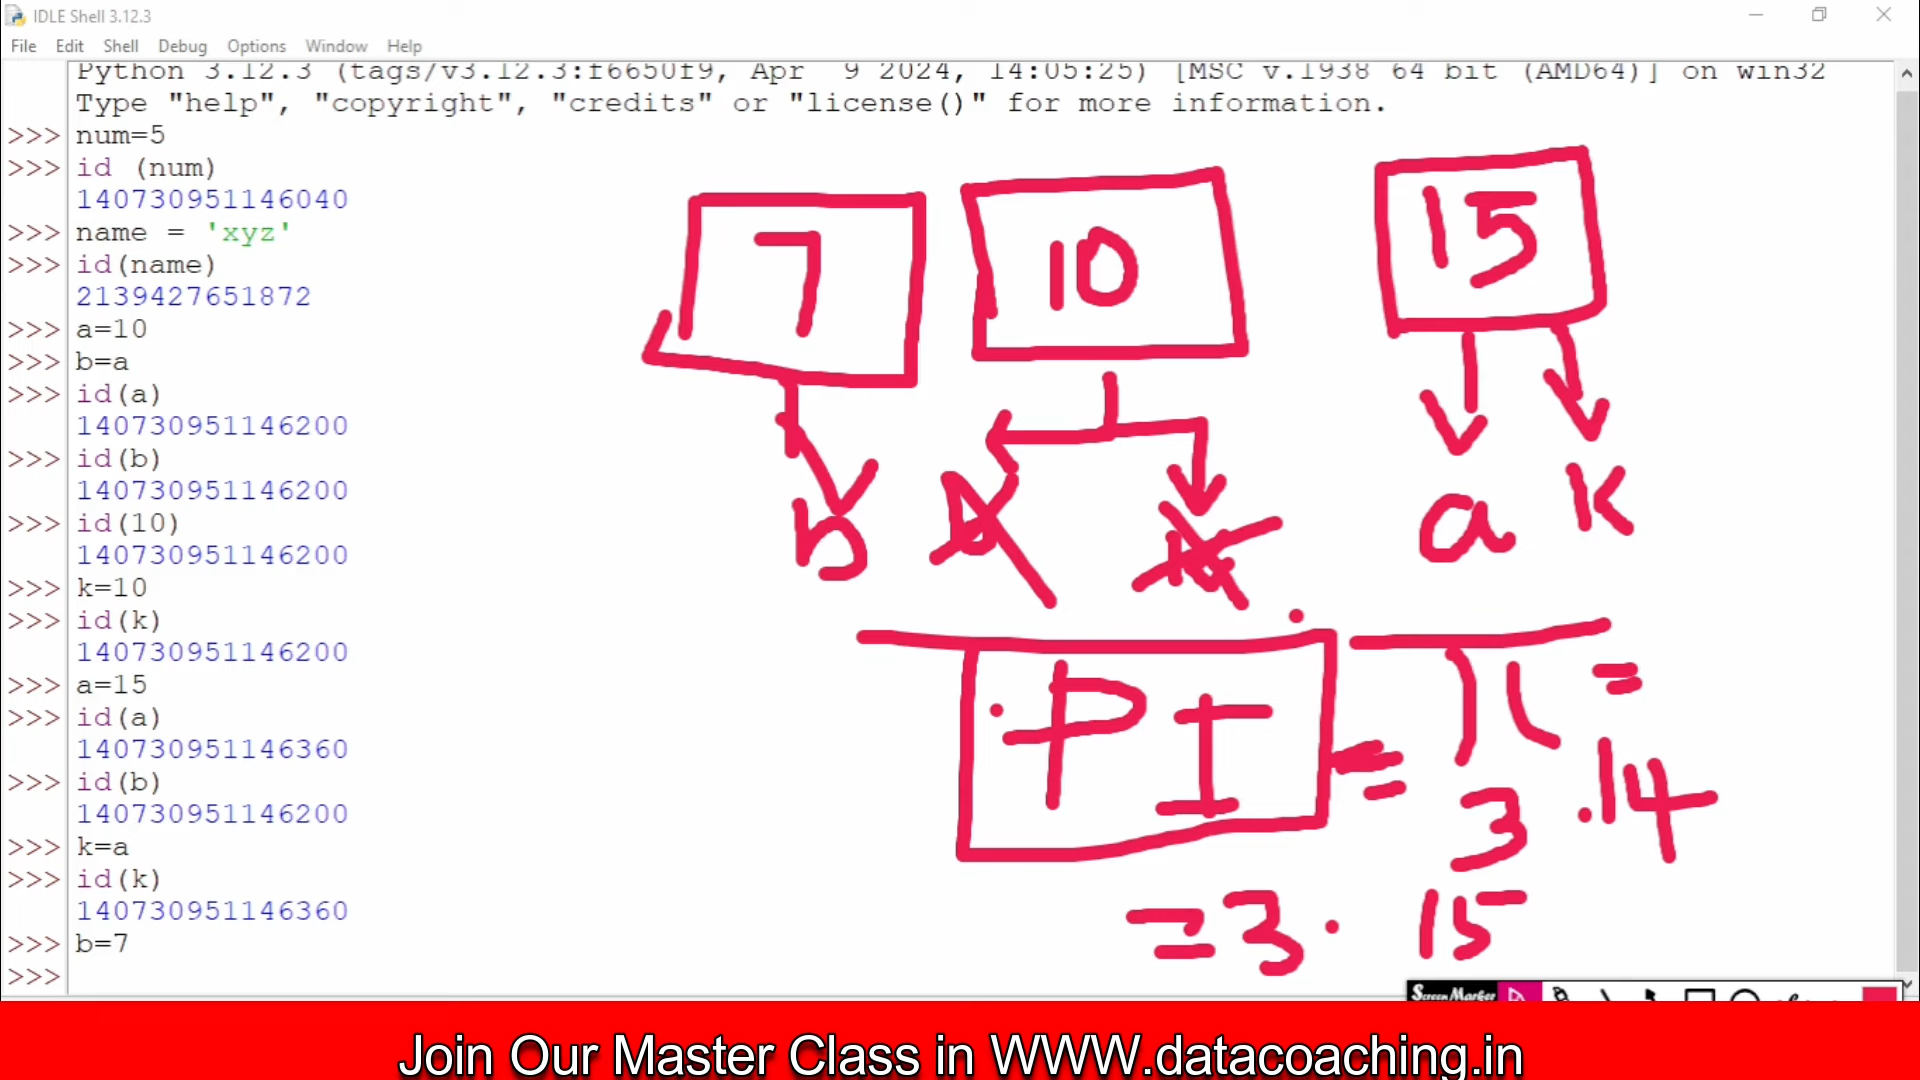 IDLE Shell 3.12.3
File Edit Shell Debug Options Window Help
Python 3.12.3 (tags/v3.12.3:f6650f9, Apr  9 2024, 14:05:25) [MSC v.1938 64 bit (AMD64)] on win32
Type "help", "copyright", "credits" or "license()" for more information.
>>> num=5
>>> id (num)
140730951146040
>>> name = 'xyz'
>>> id(name)
2139427651872
>>> a=10
>>> b=a
>>> id(a)
140730951146200
>>> id(b)
140730951146200
>>> id(10)
140730951146200
>>> k=10
>>> id(k)
140730951146200
>>> a=15
>>> id(a)
140730951146360
>>> id(b)
140730951146200
>>> k=a
>>> id(k)
140730951146360
>>> b=7
>>>
7 10 15
b a k
PI = π =
3.14
=3.15
Screen Marker
Join Our Master Class in WWW.datacoaching.in